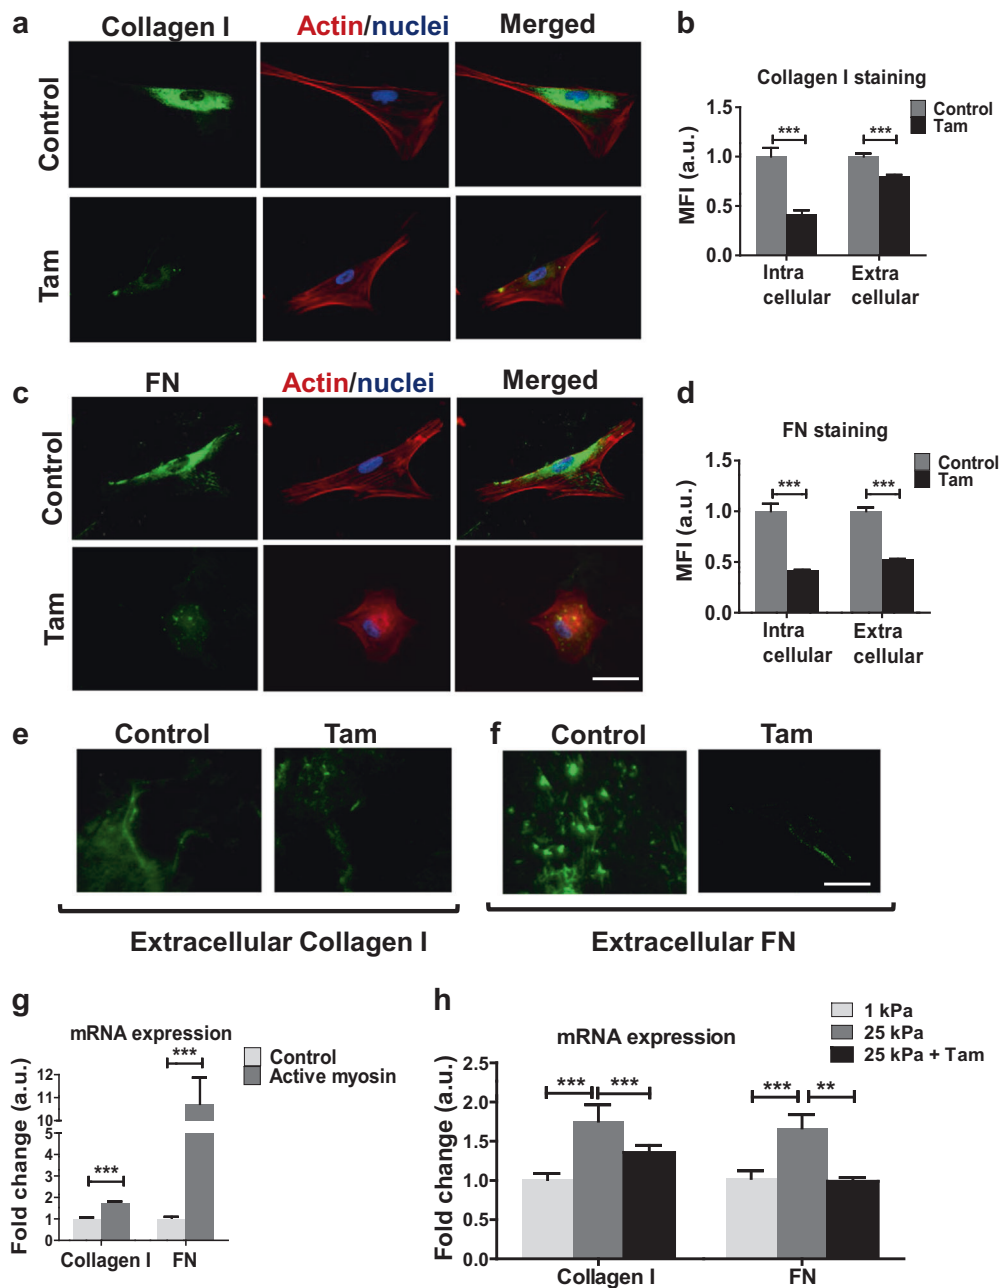 a
Collagen I
Actin/nuclei
Merged
Control
Tam
b
Collagen I staining
Control
Tam
MFI (a.u.)
1.5
1.0
0.5
0.0
***
***
Intra
cellular
Extra
cellular
c
FN
Actin/nuclei
Merged
Control
Tam
d
FN staining
Control
Tam
MFI (a.u.)
1.5
1.0
0.5
0.0
***
***
Intra
cellular
Extra
cellular
e
Control
Tam
Extracellular Collagen I
f
Control
Tam
Extracellular FN
g
mRNA expression
Control
Active myosin
Fold change (a.u.)
12
11
10
5
4
3
2
1
0
***
***
Collagen I
FN
h
mRNA expression
1 kPa
25 kPa
25 kPa + Tam
Fold change (a.u.)
2.5
2.0
1.5
1.0
0.5
0.0
***
***
***
**
Collagen I
FN